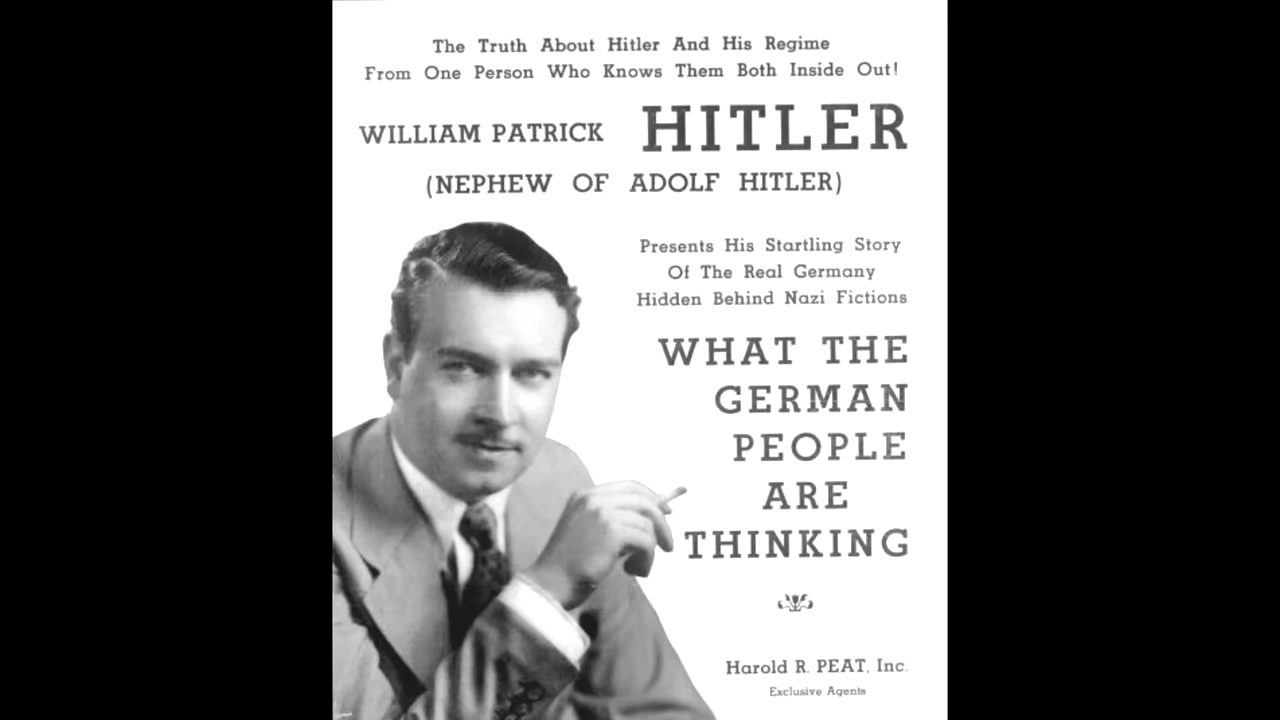 The Truth About Hitler And His Regime
From One Person Who Knows Them Both Inside Out!
WILLIAM PATRICK HITLER
(NEPHEW OF ADOLF HITLER)
Presents His Startling Story
Of The Real Germany
Hidden Behind Nazi Fictions
WHAT THE
GERMAN
PEOPLE
ARE
THINKING
Harold R. PEAT, Inc.
Exclusive Agents